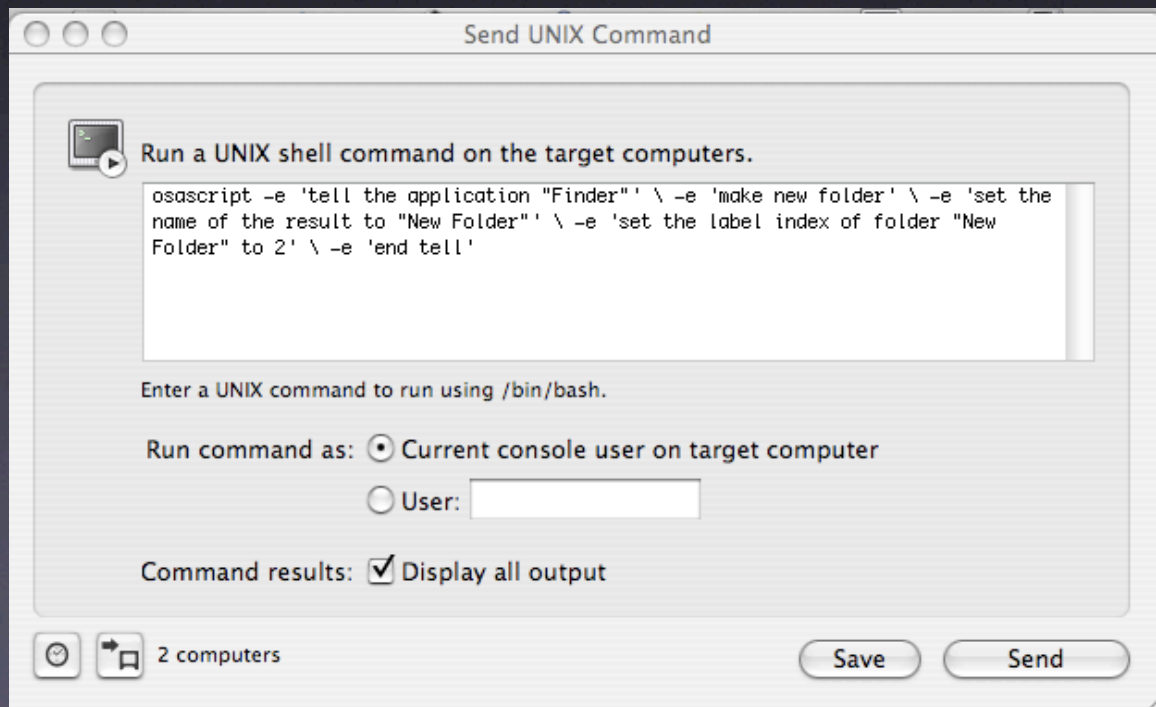 Send UNIX Command
Run a UNIX shell command on the target computers.
osascript -e 'tell the application "Finder"' \ -e 'make new folder' \ -e 'set the
name of the result to "New Folder"' \ -e 'set the label index of folder "New
Folder" to 2' \ -e 'end tell'
Enter a UNIX command to run using /bin/bash.
Run command as: Current console user on target computer
User:
Command results: Display all output
2 computers Save Send